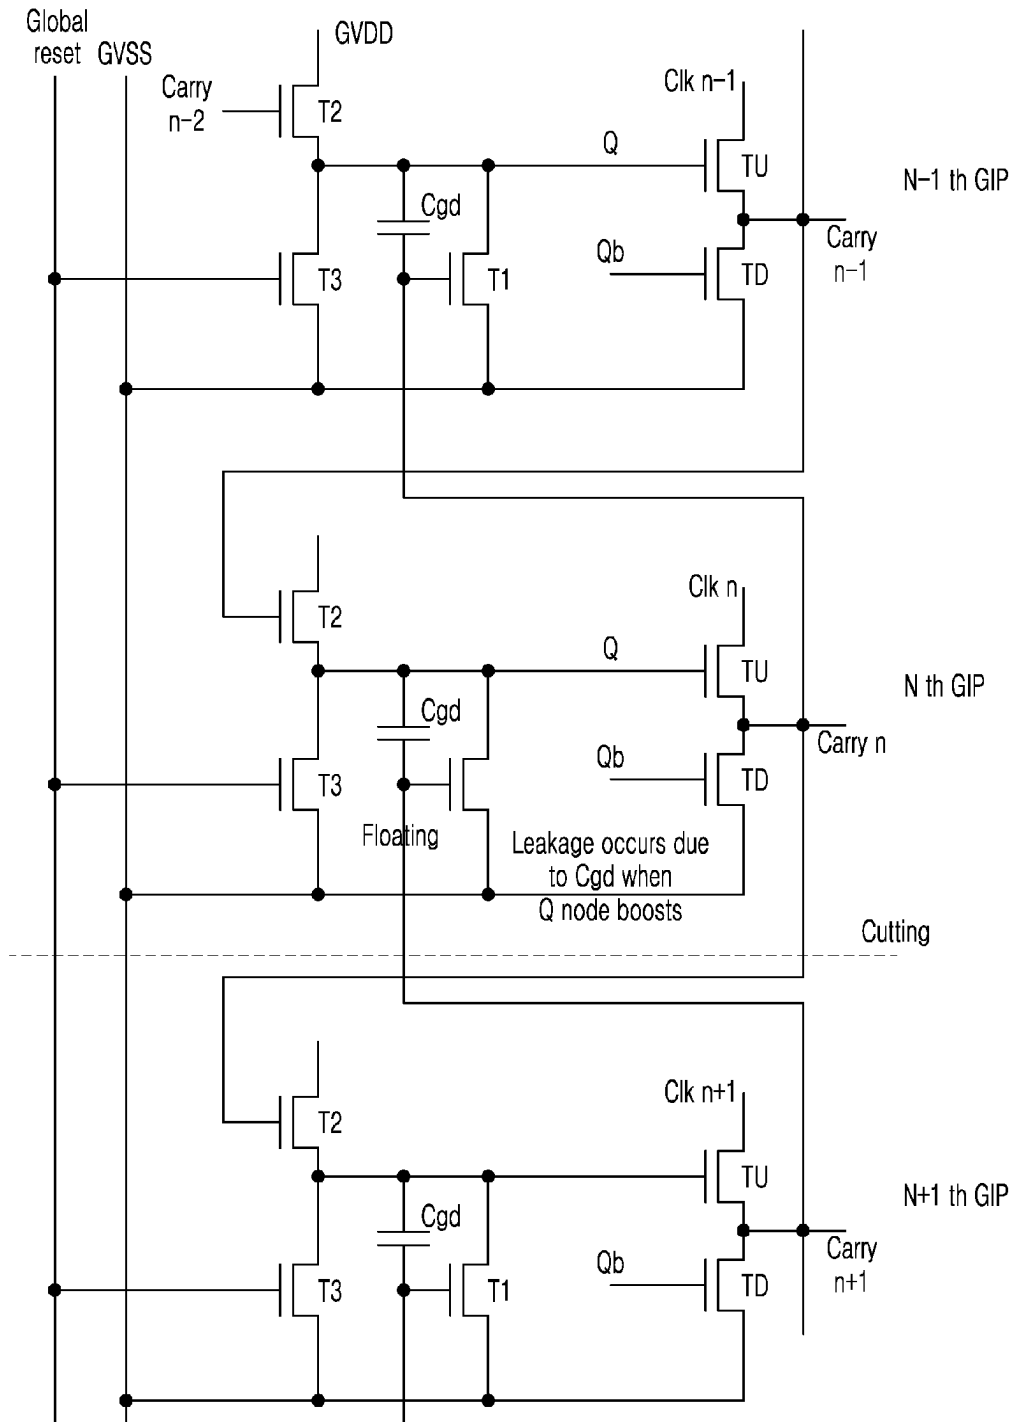 Global
reset
GVSS
GVDD
Carry
n-2
T2
Clk n-1
Q
TU
N-1 th GIP
Cgd
Carry
n-1
Qb
T3
T1
TD
Clk n
T2
Q
TU
N th GIP
Cgd
Carry n
Qb
T3
TD
Floating
Leakage occurs due
to Cgd when
Q node boosts
Cutting
Clk n+1
T2
TU
N+1 th GIP
Cgd
Carry
n+1
Qb
T3
T1
TD